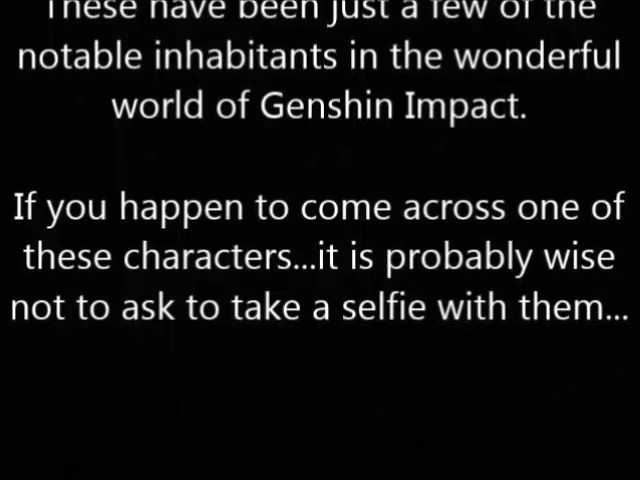 These have been just a few of the
notable inhabitants in the wonderful
world of Genshin Impact.
If you happen to come across one of
these characters...it is probably wise
not to ask to take a selfie with them...